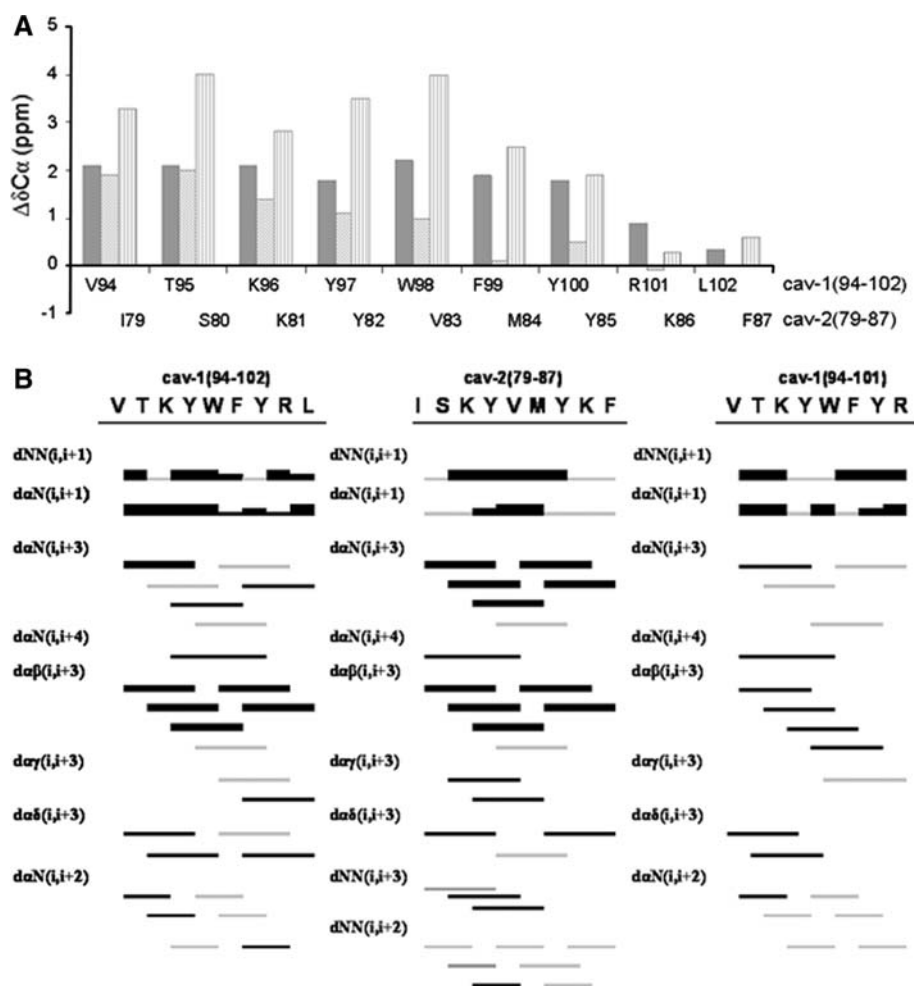 A
ΔδCα (ppm)
5
4
3
2
1
0
-1
V94 T95 K96 Y97 W98 F99 Y100 R101 L102 cav-1(94-102)
I79 S80 K81 Y82 V83 M84 Y85 K86 F87 cav-2(79-87)
B
cav-1(94-102) cav-2(79-87) cav-1(94-101)
V T K Y W F Y R L I S K Y V M Y K F V T K Y W F Y R
dNN(i,i+1) dNN(i,i+1) dNN(i,i+1)
dαN(i,i+1) dαN(i,i+1) dαN(i,i+1)
dαN(i,i+3) dαN(i,i+3) dαN(i,i+3)
dαN(i,i+4) dαN(i,i+4) dαN(i,i+4)
dαβ(i,i+3) dαβ(i,i+3) dαβ(i,i+3)
dαγ(i,i+3) dαγ(i,i+3) dαγ(i,i+3)
dαδ(i,i+3) dαδ(i,i+3) dαδ(i,i+3)
dαN(i,i+2) dNN(i,i+3) dαN(i,i+2)
dNN(i,i+2)